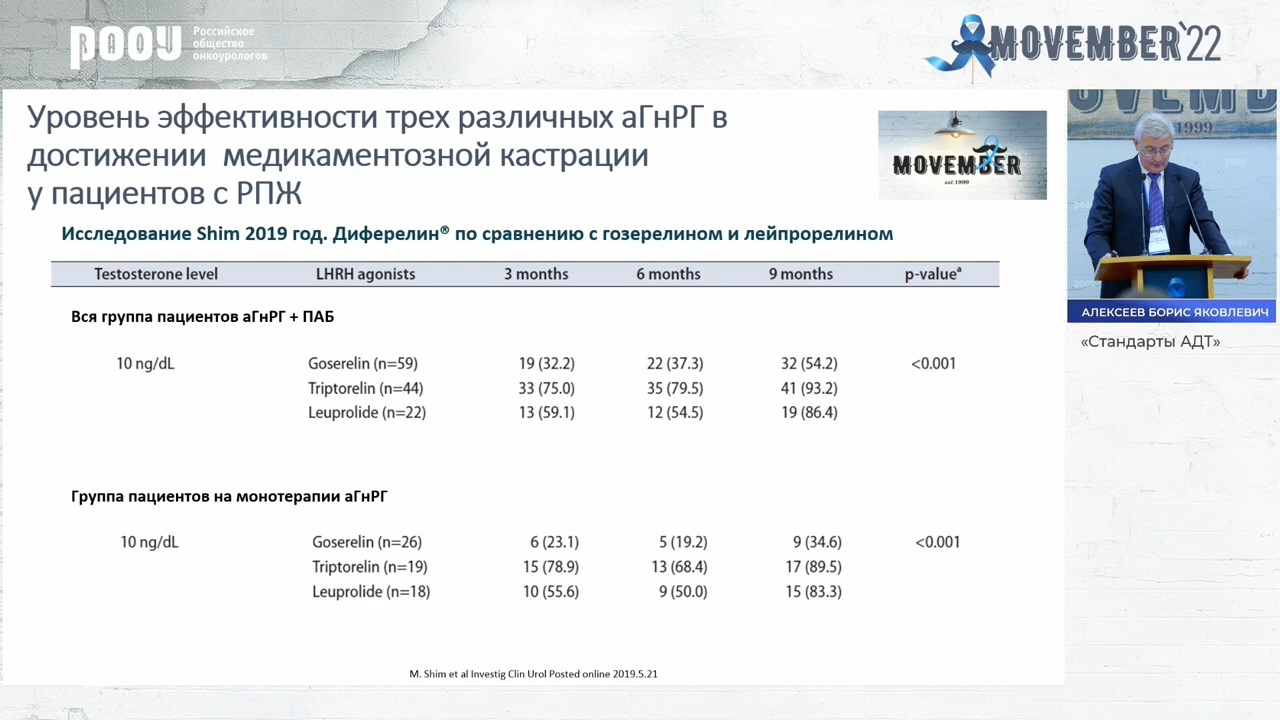 РООУ
Российское
общество
онкоурологов
MOVEMBER'22
Уровень эффективности трех различных аГнРГ в
достижении медикаментозной кастрации
у пациентов с РПЖ
MOVEMBER
est. 1999
Исследование Shim 2019 год. Диферелин® по сравнению с гозерелином и лейпрорелином
Testosterone level LHRH agonists 3 months 6 months 9 months p-valueª
Вся группа пациентов аГнРГ + ПАБ
10 ng/dL Goserelin (n=59) 19 (32.2) 22 (37.3) 32 (54.2) <0.001
Triptorelin (n=44) 33 (75.0) 35 (79.5) 41 (93.2)
Leuprolide (n=22) 13 (59.1) 12 (54.5) 19 (86.4)
Группа пациентов на монотерапии аГнРГ
10 ng/dL Goserelin (n=26) 6 (23.1) 5 (19.2) 9 (34.6) <0.001
Triptorelin (n=19) 15 (78.9) 13 (68.4) 17 (89.5)
Leuprolide (n=18) 10 (55.6) 9 (50.0) 15 (83.3)
M. Shim et al Investig Clin Urol Posted online 2019.5.21
1999
АЛЕКСЕЕВ БОРИС ЯКОВЛЕВИЧ
«Стандарты АДТ»